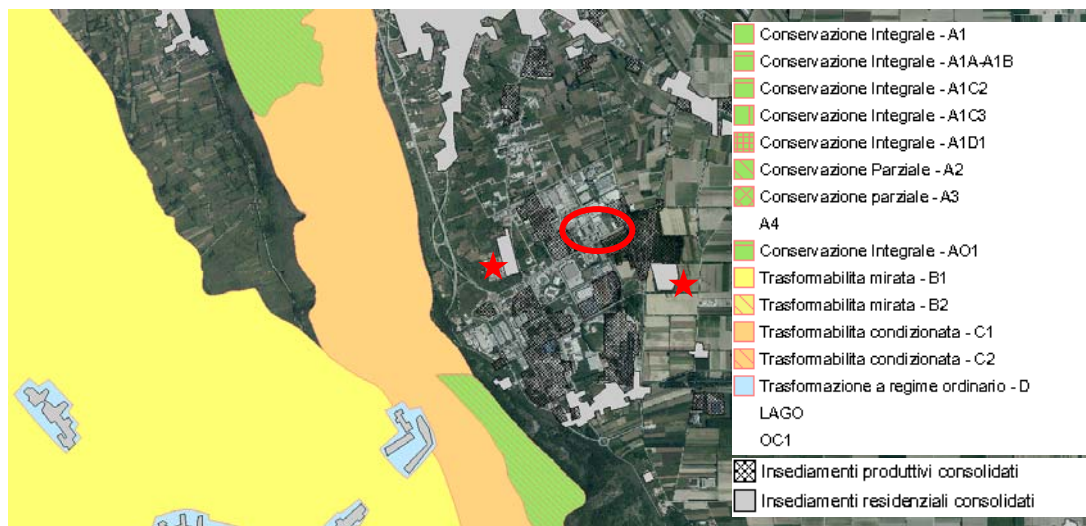 Conservazione Integrale - A1
Conservazione Integrale - A1A-A1B
Conservazione Integrale - A1C2
Conservazione Integrale - A1C3
Conservazione Integrale - A1D1
Conservazione Parziale - A2
Conservazione parziale - A3
A4
Conservazione Integrale - AO1
Trasformabilita mirata - B1
Trasformabilita mirata - B2
Trasformabilita condizionata - C1
Trasformabilita condizionata - C2
Trasformazione a regime ordinario - D
LAGO
OC1
Insediamenti produttivi consolidati
Insediamenti residenziali consolidati